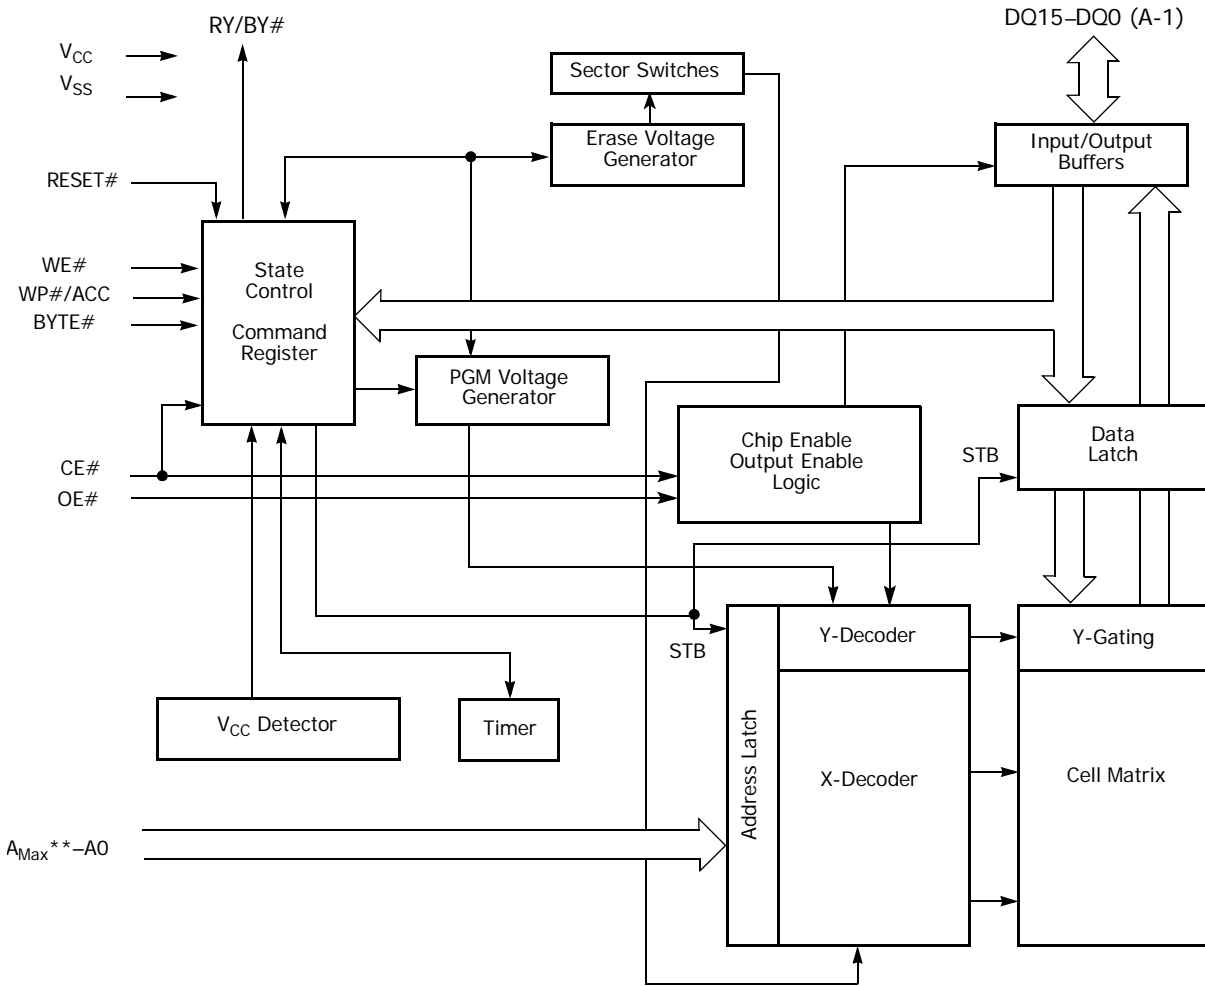 RY/BY#
DQ15–DQ0 (A-1)
VCC
VSS
Sector Switches
Erase Voltage
Generator
Input/Output
Buffers
RESET#
WE#
WP#/ACC
BYTE#
State
Control
Command
Register
PGM Voltage
Generator
CE#
OE#
Chip Enable
Output Enable
Logic
STB
Data
Latch
STB
Y-Decoder
Y-Gating
VCC Detector
Timer
Address Latch
X-Decoder
Cell Matrix
AMax**–A0